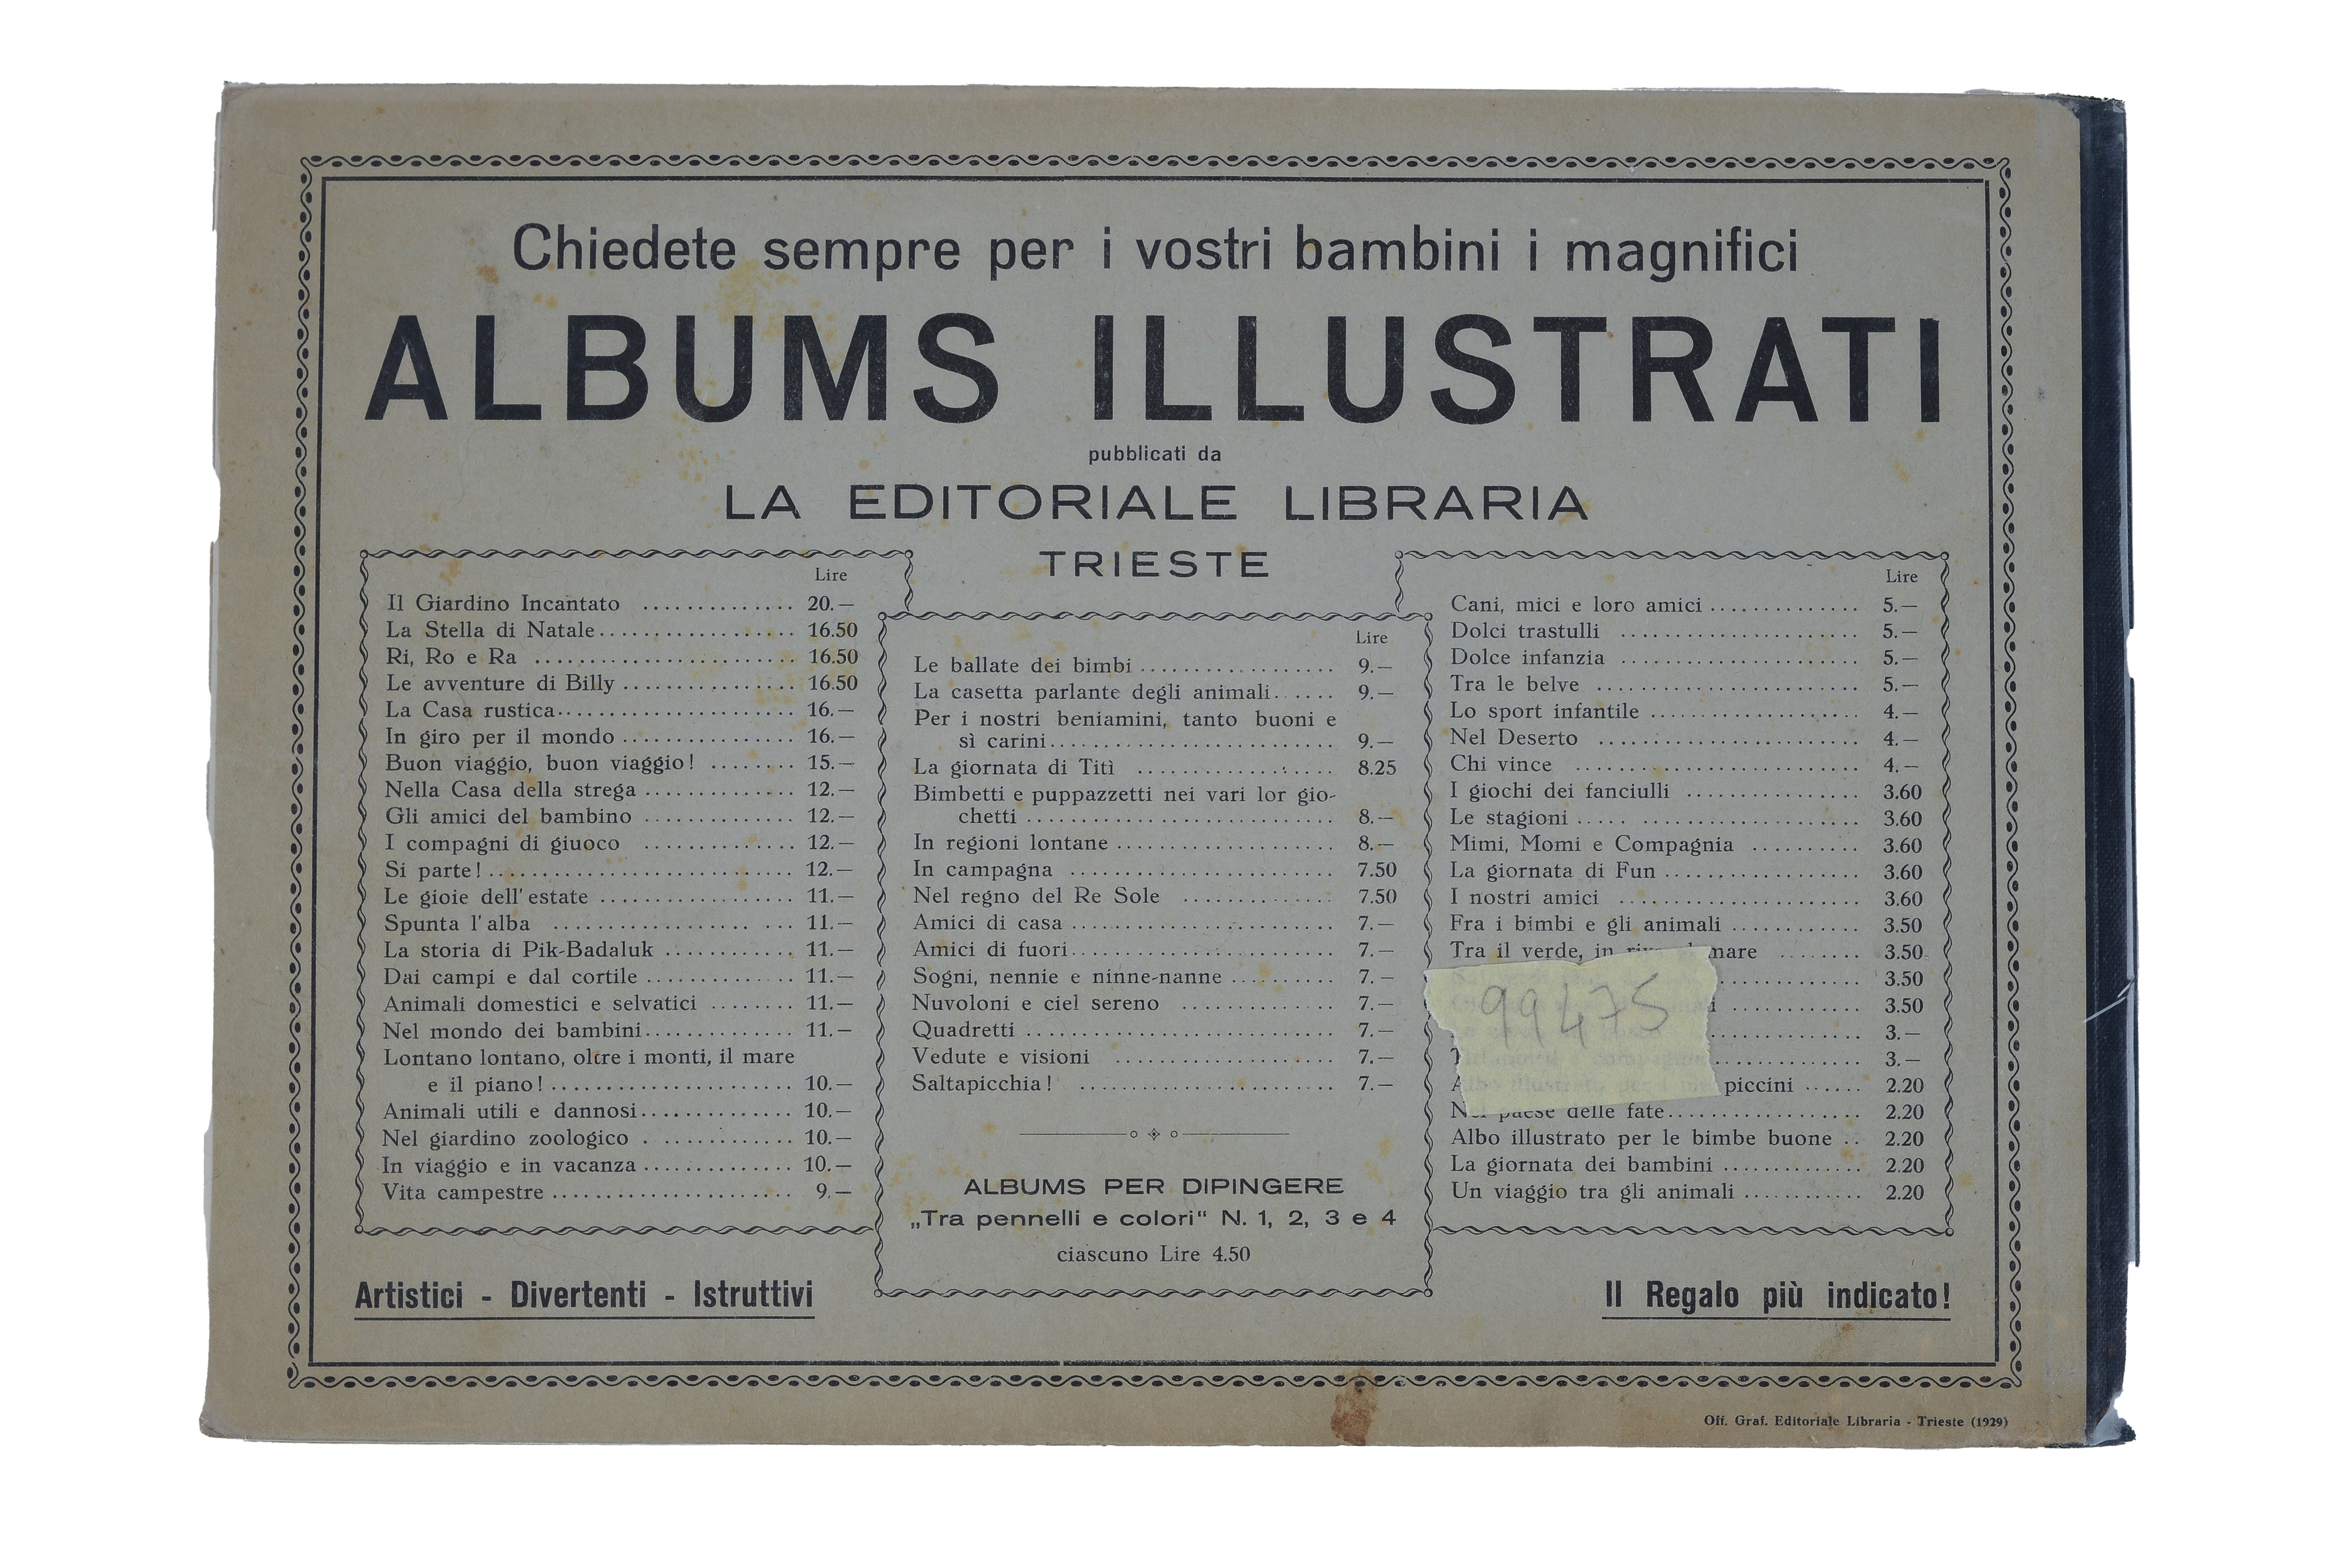 Chiedete sempre per i vostri bambini i magnifici
ALBUMS ILLUSTRATI
pubblicati da
LA EDITORIALE LIBRARIA
TRIESTE
Lire
Il Giardino Incantato .............. 20.—
La Stella di Natale .................. 16.50
Ri, Ro e Ra ........................ 16.50
Le avventure di Billy ................ 16.50
La Casa rustica ...................... 16.—
In giro per il mondo ................ 16.—
Buon viaggio, buon viaggio! ........ 15.—
Nella Casa della strega .............. 12.—
Gli amici del bambino .............. 12.—
I compagni di giuoco .............. 12.—
Si parte! ............................ 12.—
Le gioie dell' estate .................. 11.—
Spunta l' alba .................. ... 11.—
La storia di Pik-Badaluk ............ 11.—
Dai campi e dal cortile .............. 11.—
Animali domestici e selvatici ........ 11.—
Nel mondo dei bambini .............. 11.—
Lontano lontano, oltre i monti, il mare
e il piano! ........................ 10.—
Animali utili e dannosi .............. 10.—
Nel giardino zoologico .............. 10.—
In viaggio e in vacanza .............. 10.—
Vita campestre ...................... 9.—
Lire
Le ballate dei bimbi .................. 9.—
La casetta parlante degli animali ...... 9.—
Per i nostri beniamini, tanto buoni e
sì carini .......................... 9.—
La giornata di Titì .................. 8.25
Bimbetti e puppazzetti nei vari lor gio-
chetti ............................ 8.—
In regioni lontane .................... 8.—
In campagna ........................ 7.50
Nel regno del Re Sole ............ 7.50
Amici di casa ........................ 7.—
Amici di fuori ........................ 7.—
Sogni, nennie e ninne-nanne .......... 7.—
Nuvoloni e ciel sereno .............. 7.—
Quadretti ............................ 7.—
Vedute e visioni .................... 7.—
Saltapicchia! ........................ 7.—
ALBUMS PER DIPINGERE
„Tra pennelli e colori“ N. 1, 2, 3 e 4
ciascuno Lire 4.50
Lire
Cani, mici e loro amici .............. 5.—
Dolci trastulli ...................... 5.—
Dolce infanzia ...................... 5.—
Tra le belve ........................ 5.—
Lo sport infantile .................... 4.—
Nel Deserto ........................ 4.—
Chi vince .......................... 4.—
I giochi dei fanciulli ................ 3.60
Le stagioni ..... .................... 3.60
Mimi, Momi e Compagnia .......... 3.60
La giornata di Fun .................. 3.60
I nostri amici ...................... 3.60
Fra i bimbi e gli animali ............ 3.50
Tra il verde, in mare ........ 3.50
.............. 3.50
............ 3.50
.............. 3.—
.............. 3.—
piccini ...... 2.20
paese delle fate .................. 2.20
Albo illustrato per le bimbe buone .. 2.20
La giornata dei bambini .............. 2.20
Un viaggio tra gli animali ............ 2.20
99475
Artistici - Divertenti - Istruttivi
Il Regalo più indicato!
Off. Graf. Editoriale Libraria - Trieste (1929)